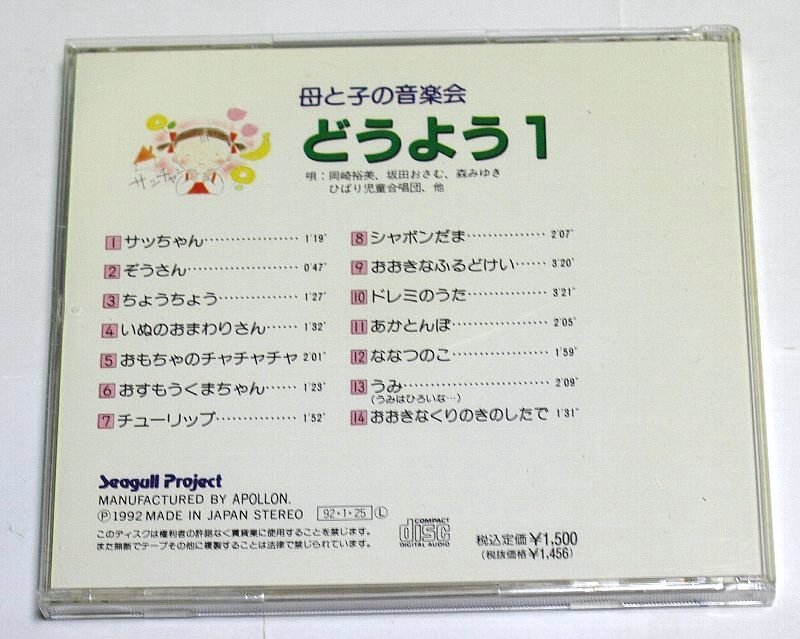 母と子の音楽会
どうよう1
唄:岡崎裕美、坂田おさむ、森みゆき
ひばり児童合唱団、他
サッチャン
1 サッちゃん………………1'19"
2 ぞうさん…………………0'47"
3 ちょうちょう……………1'27"
4 いぬのおまわりさん……1'32"
5 おもちゃのチャチャチャ 2'01"
6 おすもうくまちゃん……1'23"
7 チューリップ……………1'52"
8 シャボンだま……………2'07"
9 おおきなふるどけい……3'20"
10 ドレミのうた……………3'21"
11 あかとんぼ………………2'05"
12 ななつのこ………………1'59"
13 うみ………………………2'09"
(うみはひろいな…)
14 おおきなくりのきのしたで 1'31"
Seagull Project
MANUFACTURED BY APOLLON.
Ⓟ1992 MADE IN JAPAN STEREO 92・1・25 Ⓛ
このディスクは権利者の許諾なく賃貸業に使用することを禁じます。
また無断でテープその他に複製することは法律で禁じられています。
COMPACT
disc
DIGITAL AUDIO
税込定価¥1,500
(税抜価格¥1,456)